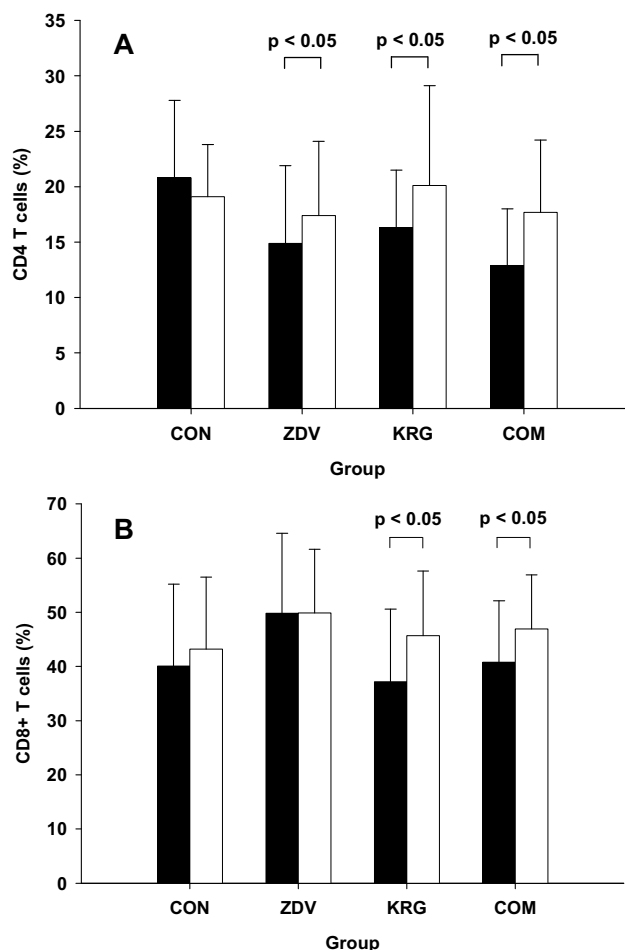 A
p < 0.05
p < 0.05
p < 0.05
CD4 T cells (%)
40
35
30
25
20
15
10
5
0
CON
ZDV
KRG
COM
Group
B
p < 0.05
p < 0.05
CD8+ T cells (%)
70
60
50
40
30
20
10
0
CON
ZDV
KRG
COM
Group